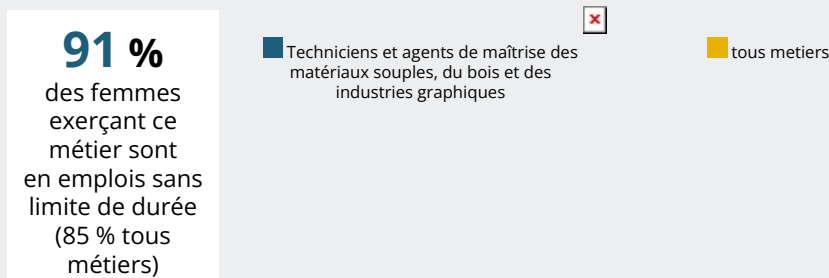 91 %
des femmes
exerçant ce
métier sont
en emplois sans
limite de durée
(85 % tous
métiers)
Techniciens et agents de maîtrise des
matériaux souples, du bois et des
industries graphiques
tous metiers